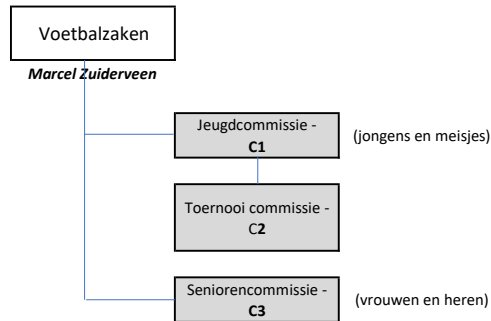 Voetbalzaken
Marcel Zuiderveen
Jeugdcommissie -
C1
(jongens en meisjes)
Toernooi commissie -
C2
Seniorencommissie -
C3
(vrouwen en heren)